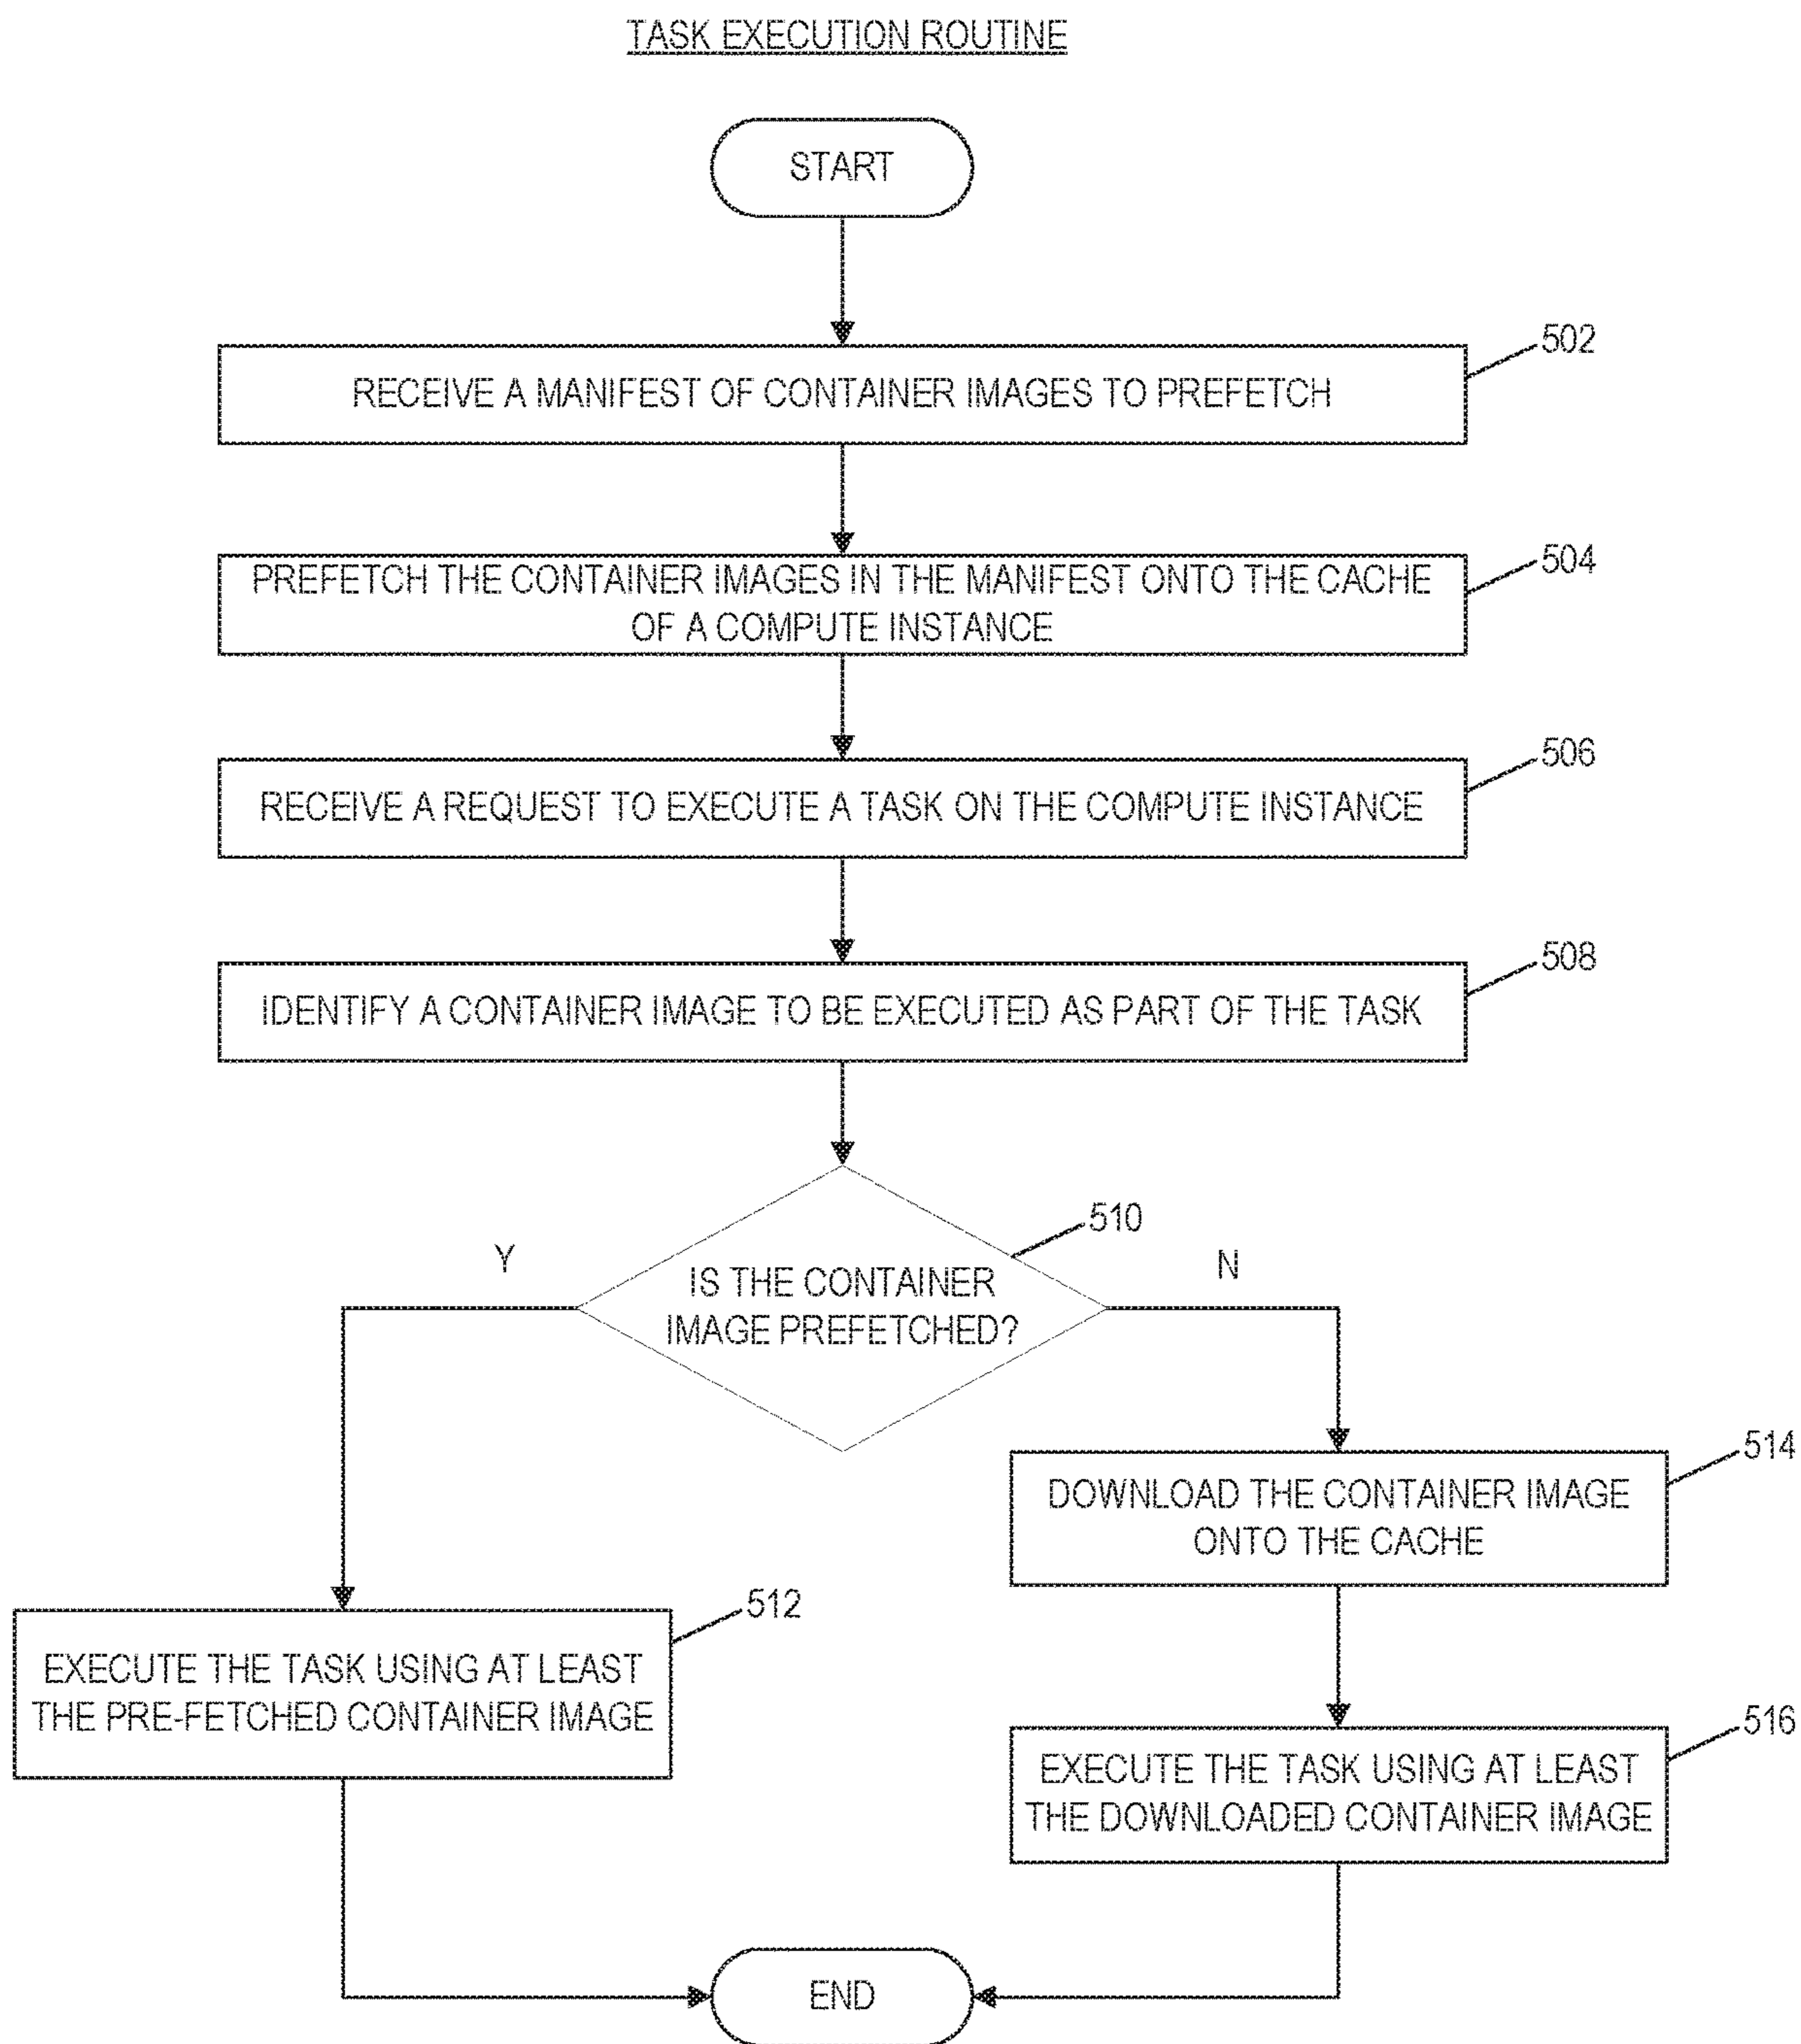 TASK EXECUTION ROUTINE
START
502
RECEIVE A MANIFEST OF CONTAINER IMAGES TO PREFETCH
504
PREFETCH THE CONTAINER IMAGES IN THE MANIFEST ONTO THE CACHE
OF A COMPUTE INSTANCE
506
RECEIVE A REQUEST TO EXECUTE A TASK ON THE COMPUTE INSTANCE
508
IDENTIFY A CONTAINER IMAGE TO BE EXECUTED AS PART OF THE TASK
510
Y
N
IS THE CONTAINER
IMAGE PREFETCHED?
514
DOWNLOAD THE CONTAINER IMAGE
ONTO THE CACHE
512
EXECUTE THE TASK USING AT LEAST
THE PRE-FETCHED CONTAINER IMAGE
516
EXECUTE THE TASK USING AT LEAST
THE DOWNLOADED CONTAINER IMAGE
END